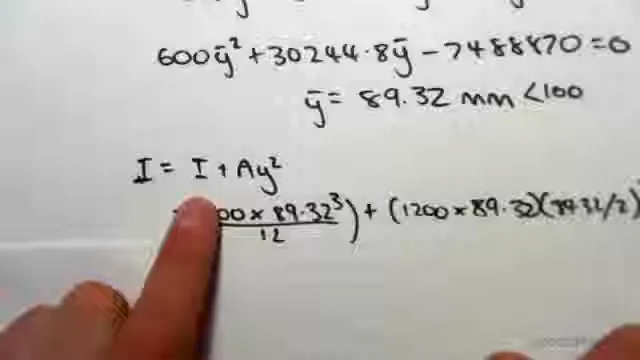 600ȳ² + 30244·8ȳ − 7488870 = 0
ȳ = 89.32 mm < 100
I = I + Ay²
00 × 89.32³ / 12 ) + (1200 × 89.32)(89.32/2)